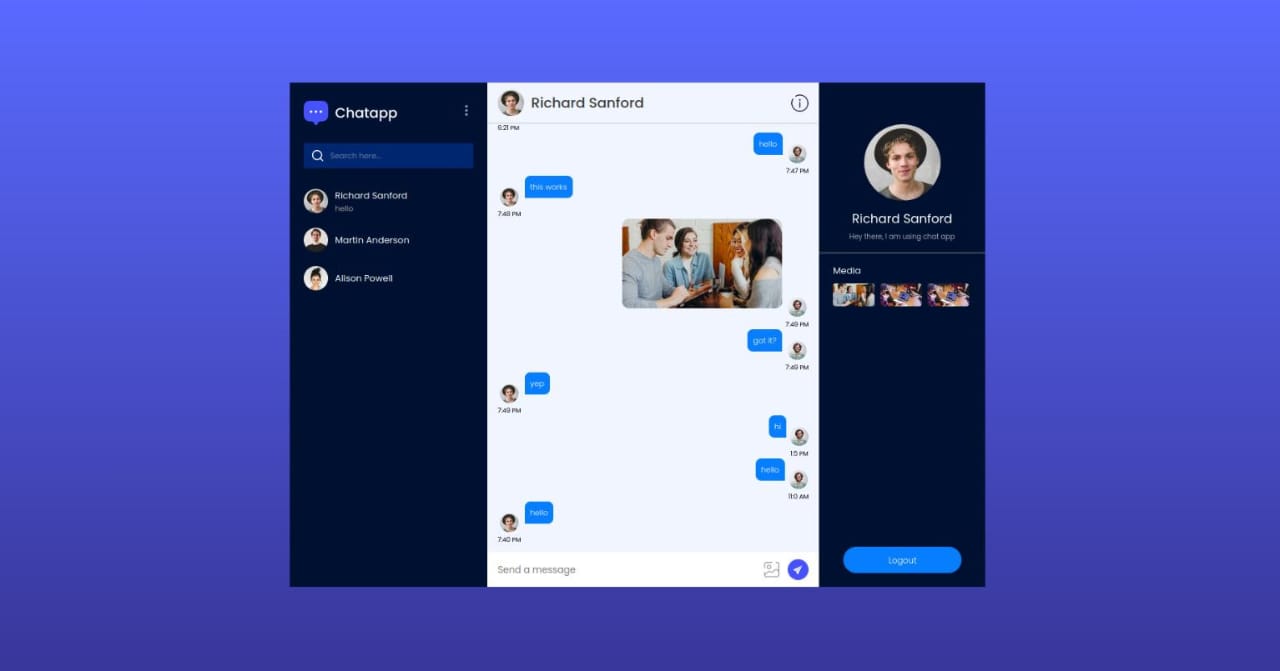 Chatapp
Search here...
Richard Sanford
hello
Martin Anderson
Alison Powell
Richard Sanford
6:21 PM
hello
7:47 PM
this works
7:48 PM
7:49 PM
got it?
7:49 PM
yep
7:49 PM
hi
1:5 PM
hello
11:0 AM
hello
7:40 PM
Send a message
Richard Sanford
Hey there, I am using chat app
Media
Logout